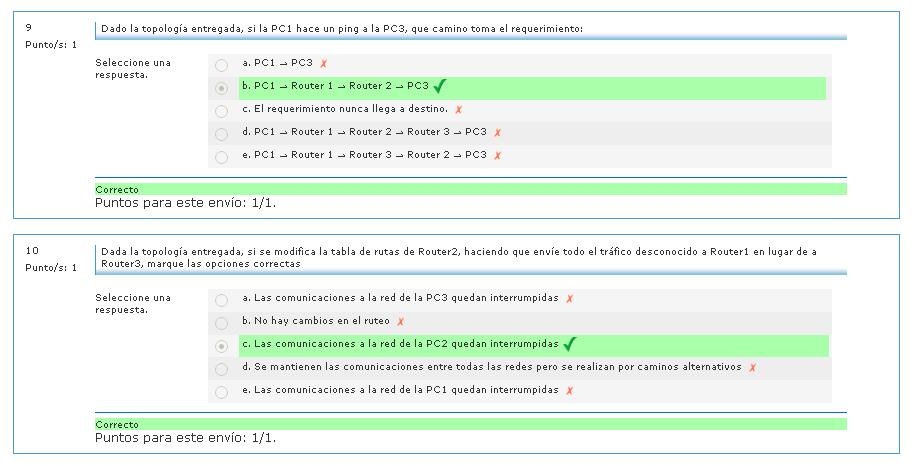 9
Punto/s: 1
Dado la topología entregada, si la PC1 hace un ping a la PC3, que camino toma el requerimiento:
Seleccione una
respuesta.
a. PC1 → PC3 ✗
b. PC1 → Router 1 → Router 2 → PC3 ✓
c. El requerimiento nunca llega a destino. ✗
d. PC1 → Router 1 → Router 2 → Router 3 → PC3 ✗
e. PC1 → Router 1 → Router 3 → Router 2 → PC3 ✗
Correcto
Puntos para este envío: 1/1.
10
Punto/s: 1
Dada la topología entregada, si se modifica la tabla de rutas de Router2, haciendo que envíe todo el tráfico desconocido a Router1 en lugar de a
Router3, marque las opciones correctas
Seleccione una
respuesta.
a. Las comunicaciones a la red de la PC3 quedan interrumpidas ✗
b. No hay cambios en el ruteo ✗
c. Las comunicaciones a la red de la PC2 quedan interrumpidas ✓
d. Se mantienen las comunicaciones entre todas las redes pero se realizan por caminos alternativos ✗
e. Las comunicaciones a la red de la PC1 quedan interrumpidas ✗
Correcto
Puntos para este envío: 1/1.